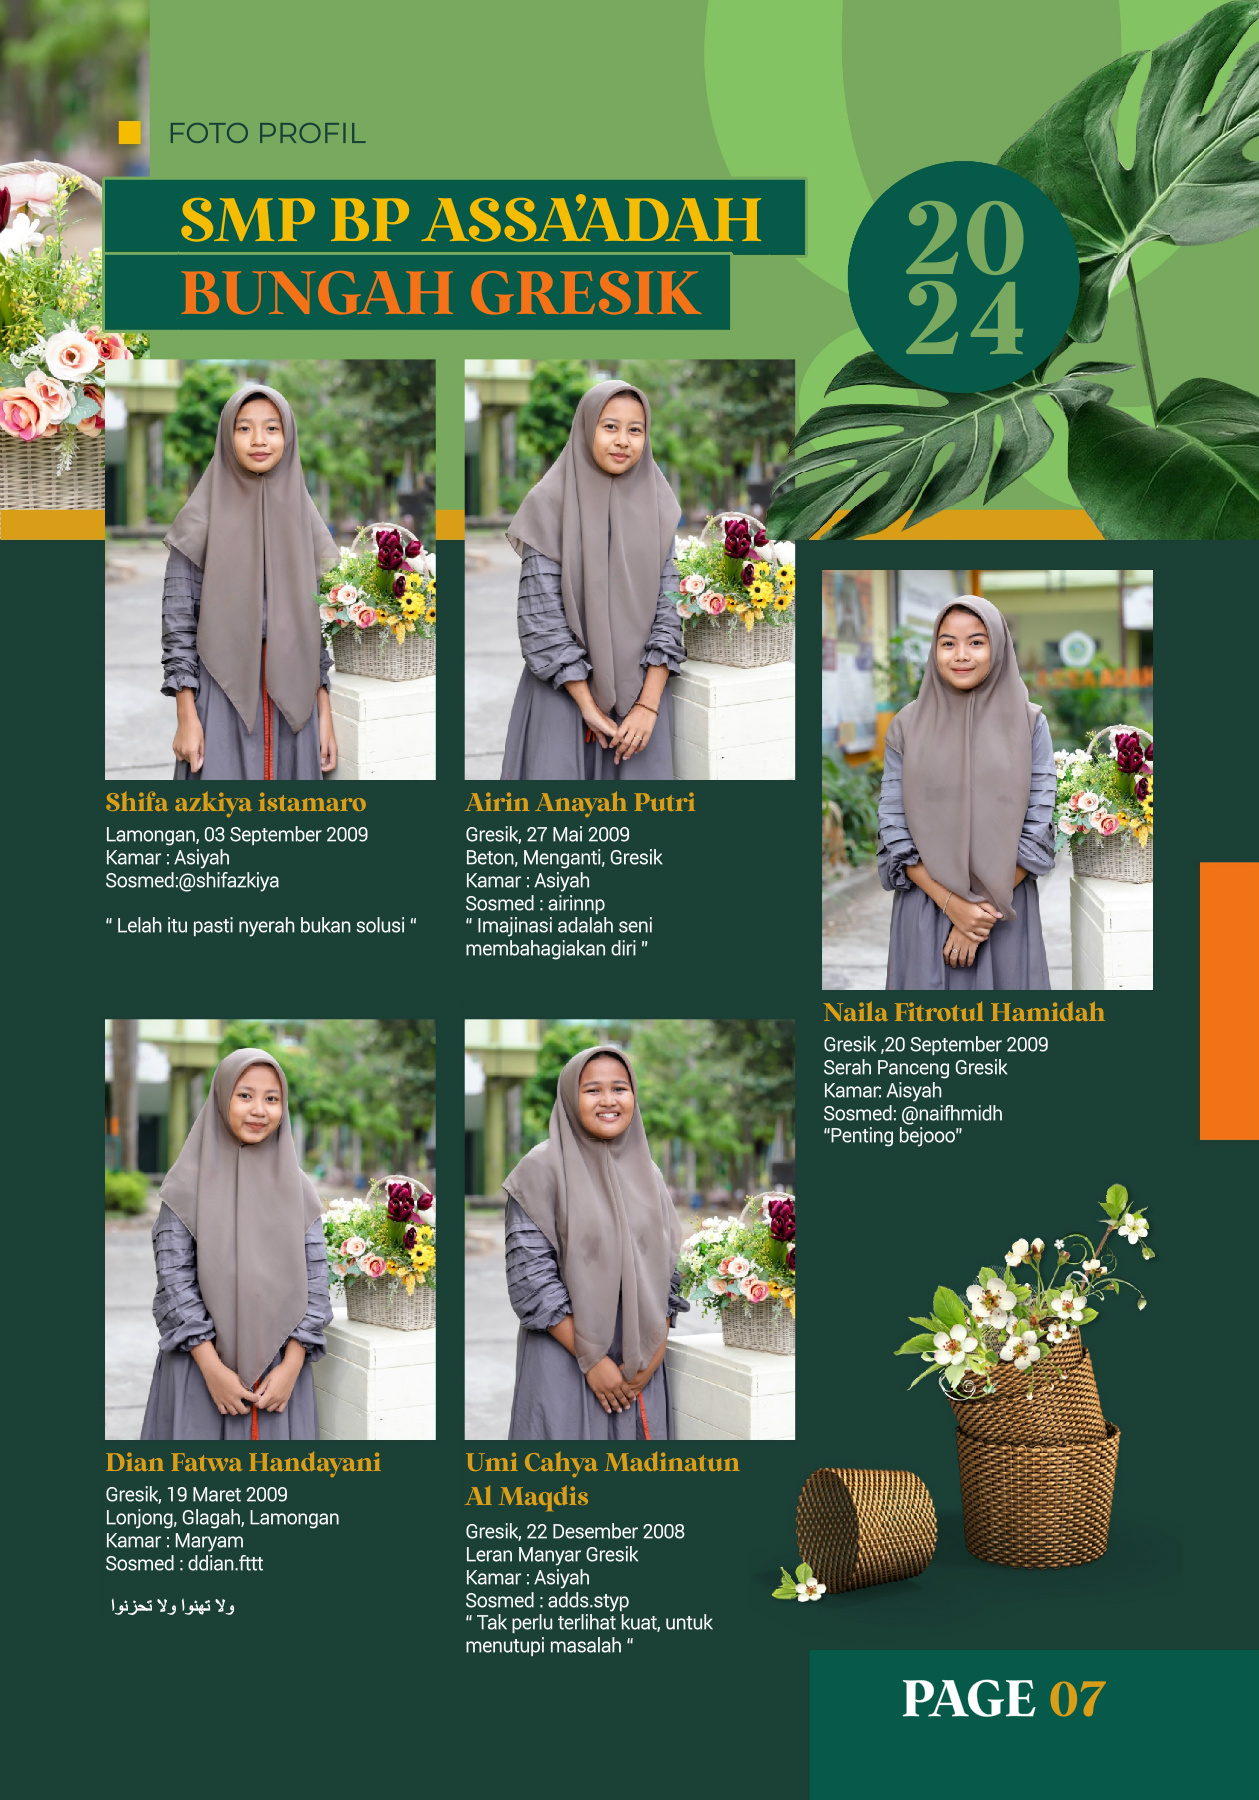 FOTO PROFIL
SMP BP ASSA'ADAH
BUNGAH GRESIK
20
24
ASSA ADAH
Shifa azkiya istamaro
Lamongan, 03 September 2009
Kamar : Asiyah
Sosmed:@shifazkiya
“ Lelah itu pasti nyerah bukan solusi “
Airin Anayah Putri
Gresik, 27 Mai 2009
Beton, Menganti, Gresik
Kamar : Asiyah
Sosmed : airinnp
“ Imajinasi adalah seni
membahagiakan diri ”
Naila Fitrotul Hamidah
Gresik ,20 September 2009
Serah Panceng Gresik
Kamar: Aisyah
Sosmed: @naifhmidh
“Penting bejooo”
Dian Fatwa Handayani
Gresik, 19 Maret 2009
Lonjong, Glagah, Lamongan
Kamar : Maryam
Sosmed : ddian.fttt
ولا تهنوا ولا تحزنوا
Umi Cahya Madinatun
Al Maqdis
Gresik, 22 Desember 2008
Leran Manyar Gresik
Kamar : Asiyah
Sosmed : adds.styp
“ Tak perlu terlihat kuat, untuk
menutupi masalah “
PAGE 07